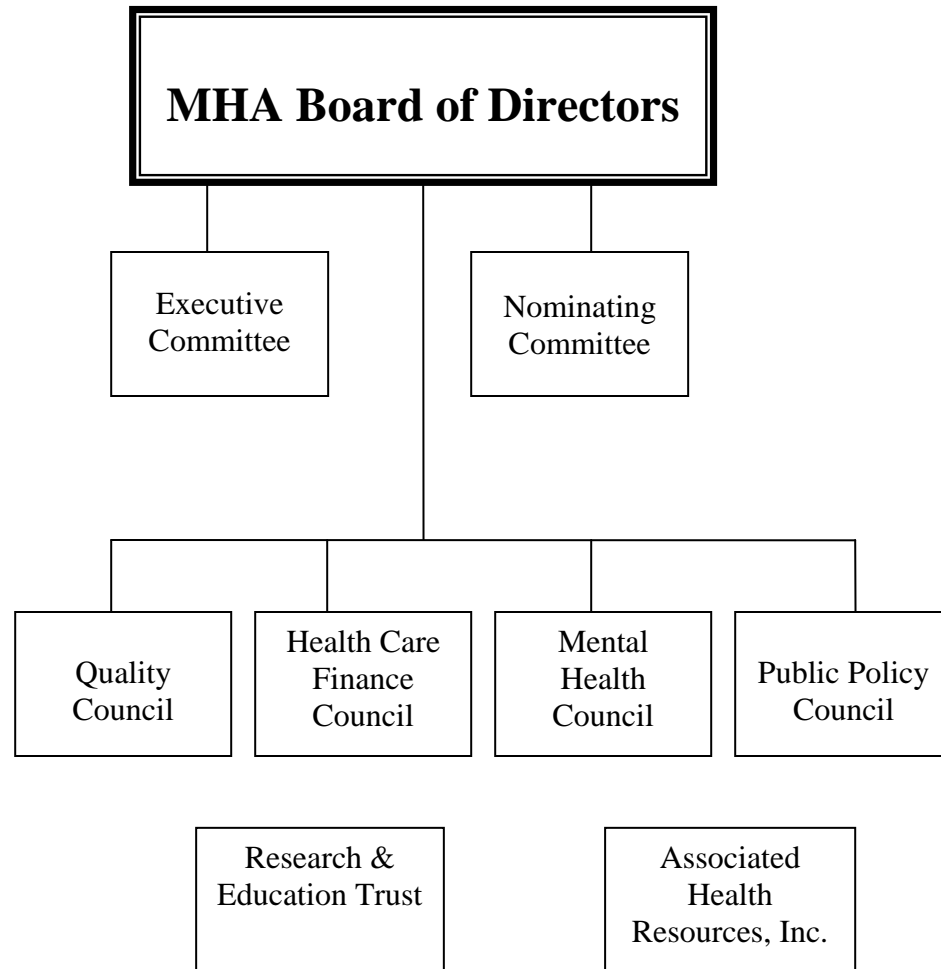 MHA Board of Directors
Executive
Committee
Nominating
Committee
Quality
Council
Health Care
Finance
Council
Mental
Health
Council
Public Policy
Council
Research &
Education Trust
Associated
Health
Resources, Inc.